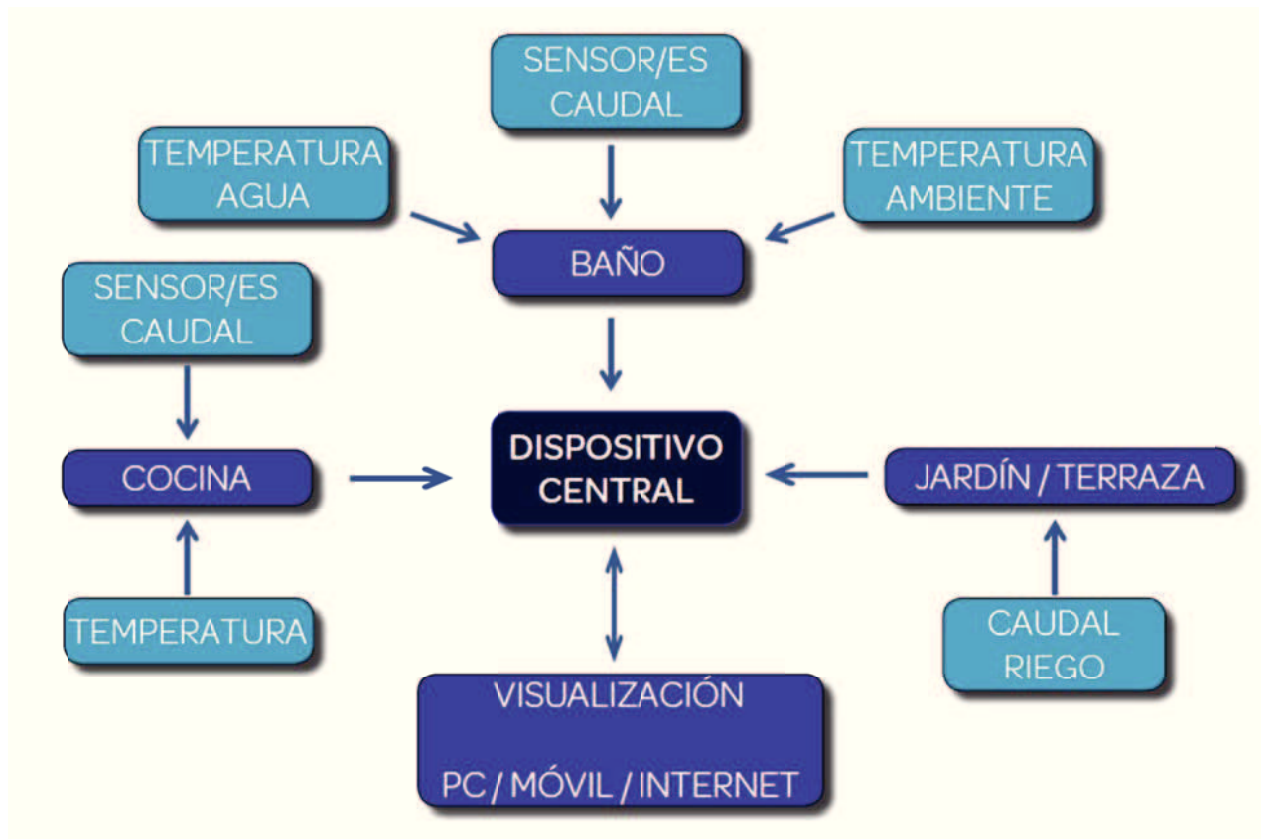 SENSOR/ES
CAUDAL
TEMPERATURA
AGUA
TEMPERATURA
AMBIENTE
BAÑO
SENSOR/ES
CAUDAL
COCINA
DISPOSITIVO
CENTRAL
JARDÍN / TERRAZA
TEMPERATURA
CAUDAL
RIEGO
VISUALIZACIÓN
PC / MÓVIL / INTERNET